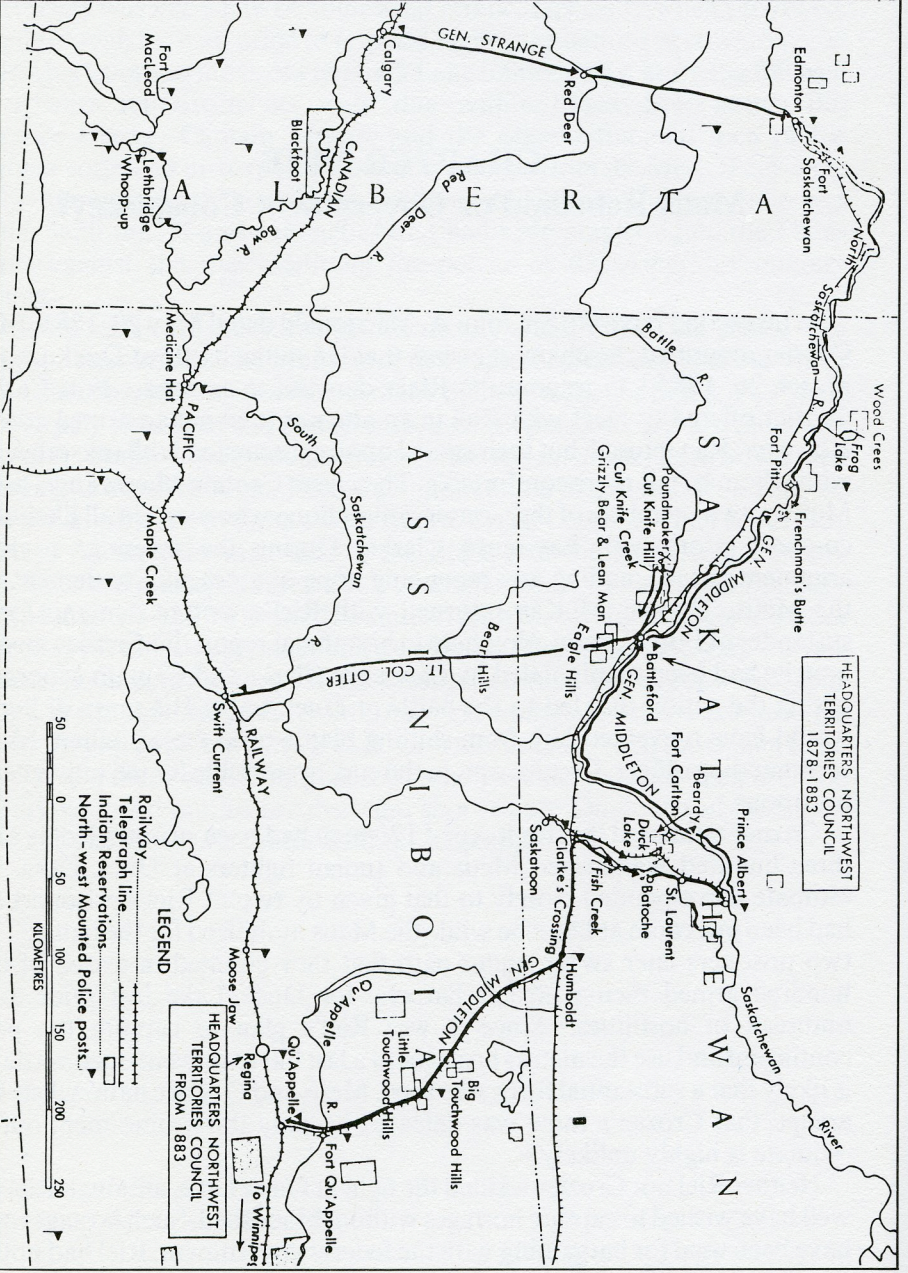 Edmonton
Fort
Saskatchewan
North
Saskatchewan R.
Wood Crees
Frog
Lake
Fort Pitt
Frenchman's Butte
GEN. MIDDLETON
HEADQUARTERS NORTHWEST
TERRITORIES COUNCIL
1878-1883
Prince Albert
Saskatchewan
River
GEN. STRANGE
Red Deer
Red Deer R.
Battle R.
ALBERTA
SASKATCHEWAN
ASSINIBOIA
Poundmaker
Cut Knife Hill
Cut Knife Creek
Grizzly Bear & Lean Man
Battleford
Eagle Hills
Bear Hills
GEN. MIDDLETON
Beardy
Fort Carlton
Duck
Lake
St. Laurent
Batoche
Fish Creek
Clarke's Crossing
Saskatoon
Humboldt
GEN. MIDDLETON
Calgary
Blackfoot
CANADIAN
PACIFIC
RAILWAY
Bow R.
Fort
MacLeod
Lethbridge
Whoop-up
Medicine Hat
South
Saskatchewan
R.
Maple Creek
LT. COL. OTTER
Swift Current
Moose Jaw
Regina
Qu'Appelle
Qu'Appelle
R.
Fort Qu'Appelle
Little
Touchwood Hills
Big
Touchwood Hills
To Winnipeg
HEADQUARTERS NORTHWEST
TERRITORIES COUNCIL
FROM 1883
LEGEND
Railway
Telegraph line
Indian Reservations
North-west Mounted Police posts
50 0 50 100 150 200 250
KILOMETRES